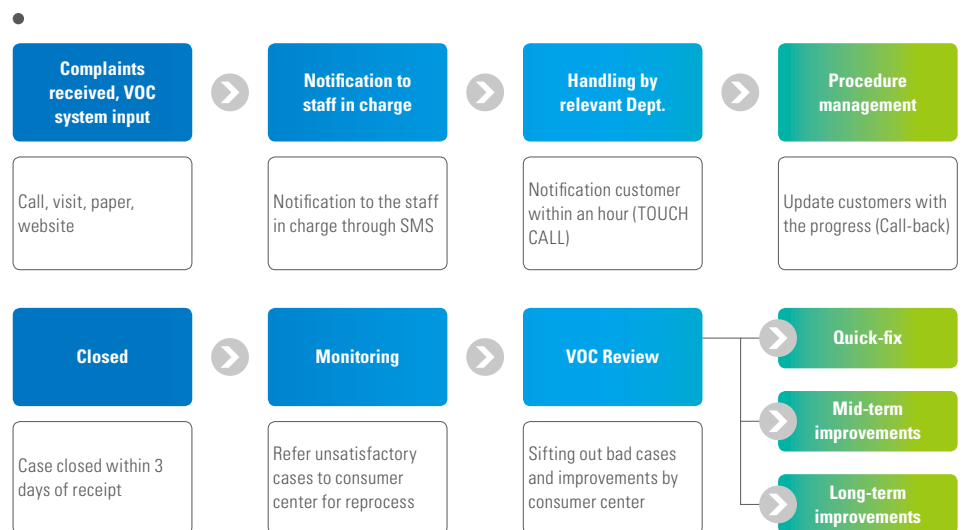 Complaints
received, VOC
system input
Notification to
staff in charge
Handling by
relevant Dept.
Procedure
management
Call, visit, paper,
website
Notification to the staff
in charge through SMS
Notification customer
within an hour (TOUCH
CALL)
Update customers with
the progress (Call-back)
Closed
Monitoring
VOC Review
Quick-fix
Mid-term
improvements
Long-term
improvements
Case closed within 3
days of receipt
Refer unsatisfactory
cases to consumer
center for reprocess
Sifting out bad cases
and improvements by
consumer center